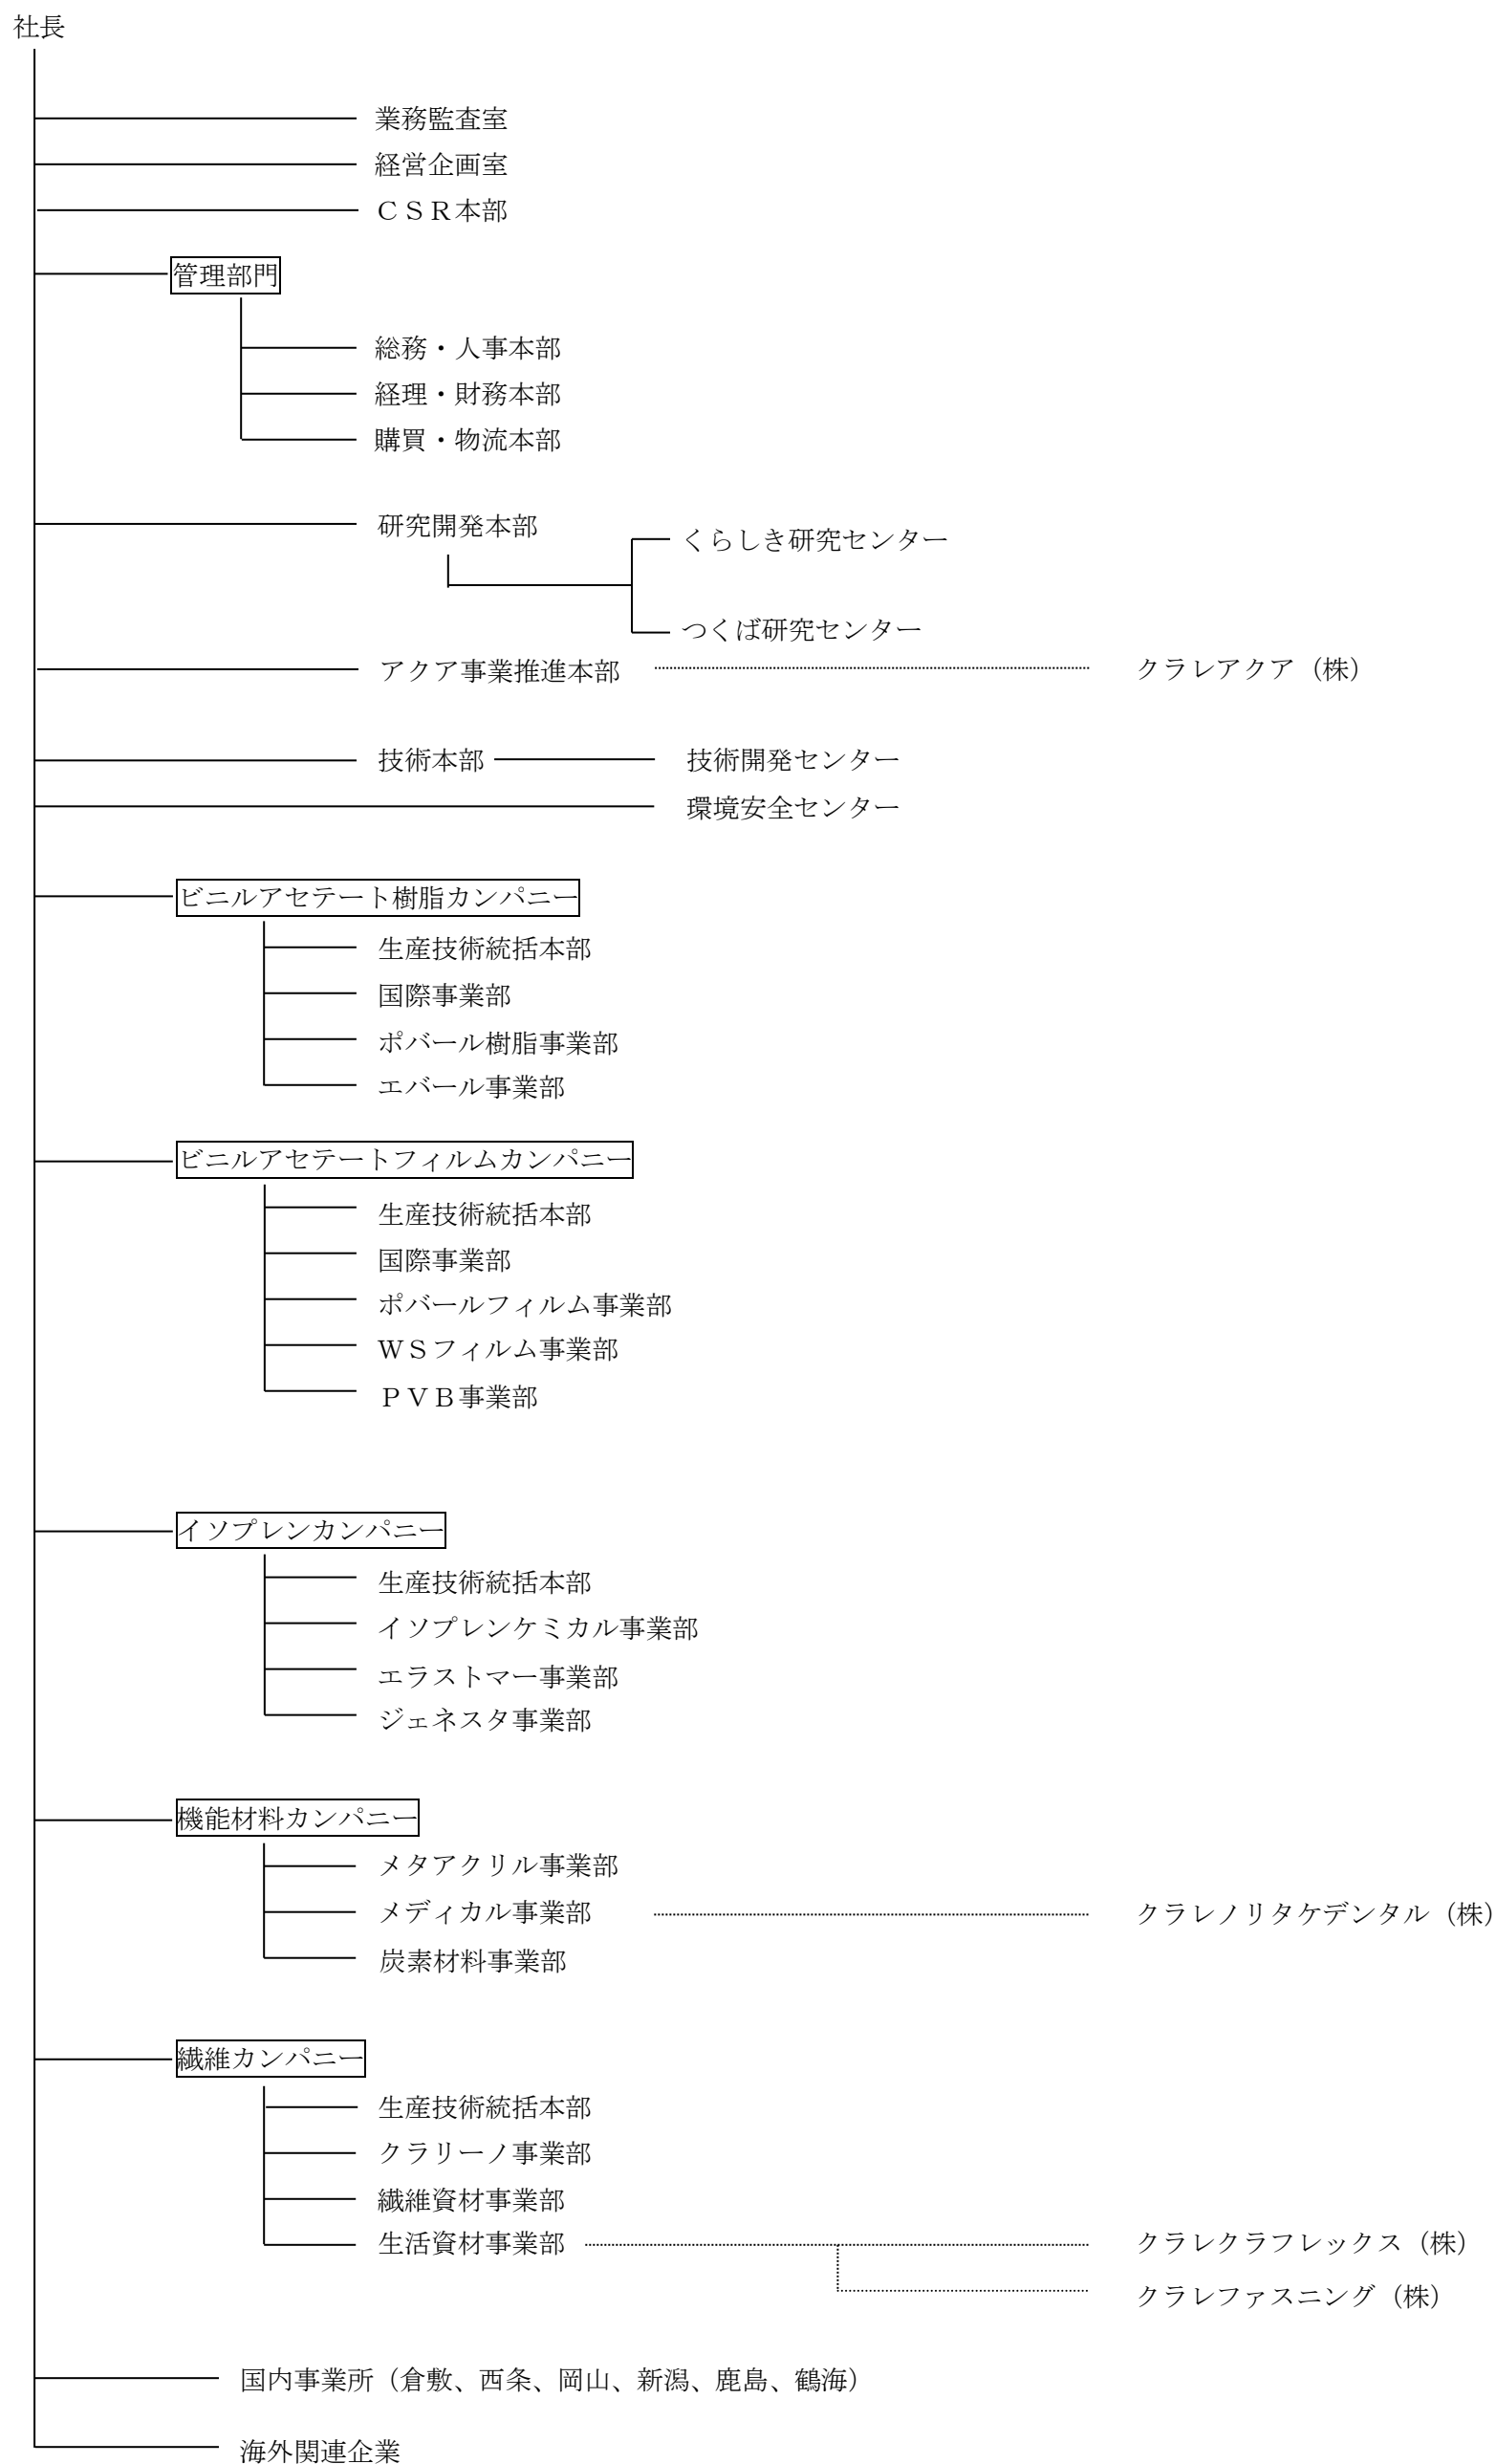 社長
業務監査室
経営企画室
ＣＳＲ本部
管理部門
総務・人事本部
経理・財務本部
購買・物流本部
研究開発本部
くらしき研究センター
つくば研究センター
アクア事業推進本部 クラレアクア（株）
技術本部 技術開発センター
環境安全センター
ビニルアセテート樹脂カンパニー
生産技術統括本部
国際事業部
ポバール樹脂事業部
エバール事業部
ビニルアセテートフィルムカンパニー
生産技術統括本部
国際事業部
ポバールフィルム事業部
ＷＳフィルム事業部
ＰＶＢ事業部
イソプレンカンパニー
生産技術統括本部
イソプレンケミカル事業部
エラストマー事業部
ジェネスタ事業部
機能材料カンパニー
メタアクリル事業部
メディカル事業部 クラレノリタケデンタル（株）
炭素材料事業部
繊維カンパニー
生産技術統括本部
クラリーノ事業部
繊維資材事業部
生活資材事業部 クラレクラフレックス（株）
クラレファスニング（株）
国内事業所（倉敷、西条、岡山、新潟、鹿島、鶴海）
海外関連企業